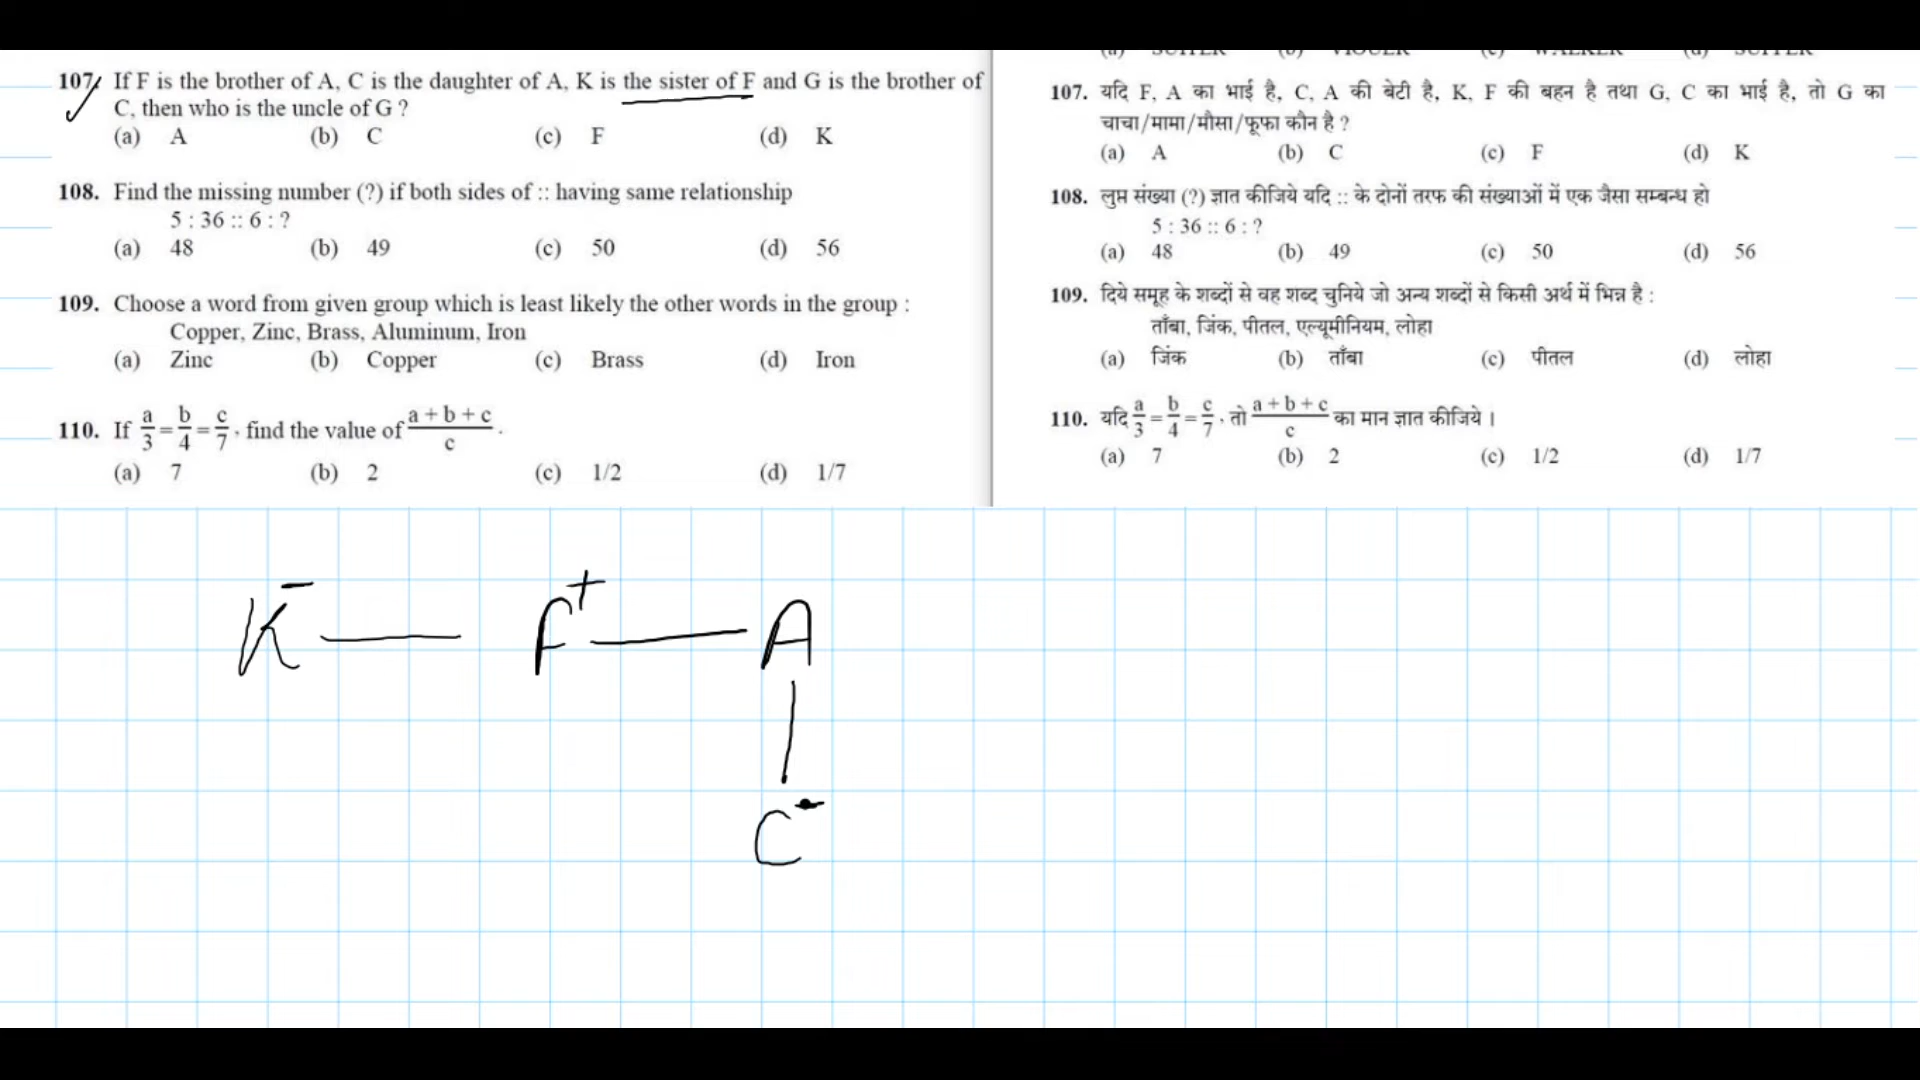 107. If F is the brother of A, C is the daughter of A, K is the sister of F and G is the brother of
C, then who is the uncle of G ?
(a) A (b) C (c) F (d) K
108. Find the missing number (?) if both sides of :: having same relationship
5 : 36 :: 6 : ?
(a) 48 (b) 49 (c) 50 (d) 56
109. Choose a word from given group which is least likely the other words in the group :
Copper, Zinc, Brass, Aluminum, Iron
(a) Zinc (b) Copper (c) Brass (d) Iron
110. If a/3 = b/4 = c/7, find the value of (a + b + c)/c .
(a) 7 (b) 2 (c) 1/2 (d) 1/7
107. यदि F, A का भाई है, C, A की बेटी है, K, F की बहन है तथा G, C का भाई है, तो G का
चाचा/मामा/मौसा/फूफा कौन है ?
(a) A (b) C (c) F (d) K
108. लुप्त संख्या (?) ज्ञात कीजिये यदि :: के दोनों तरफ की संख्याओं में एक जैसा सम्बन्ध हो
5 : 36 :: 6 : ?
(a) 48 (b) 49 (c) 50 (d) 56
109. दिये समूह के शब्दों से वह शब्द चुनिये जो अन्य शब्दों से किसी अर्थ में भिन्न है :
ताँबा, जिंक, पीतल, एल्यूमीनियम, लोहा
(a) जिंक (b) ताँबा (c) पीतल (d) लोहा
110. यदि a/3 = b/4 = c/7, तो (a + b + c)/c का मान ज्ञात कीजिये ।
(a) 7 (b) 2 (c) 1/2 (d) 1/7
K⁻ — F⁺ — A
C⁻